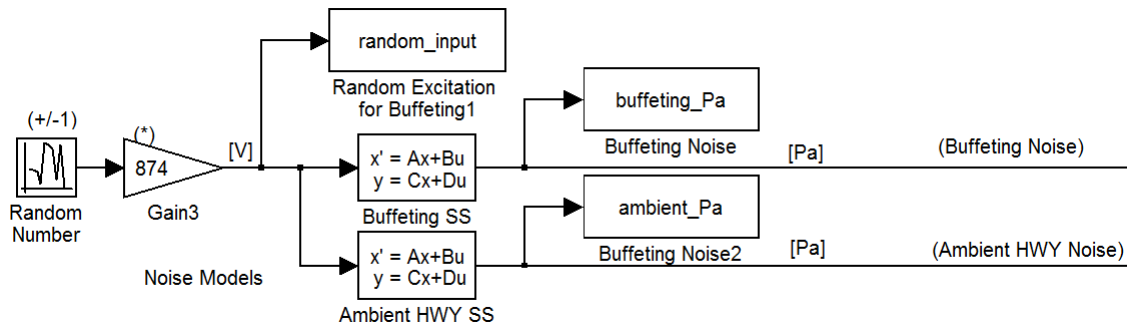 random_input
Random Excitation
for Buffeting1
(+/-1)
Random
Number
(*)
874
Gain3
[V]
x' = Ax+Bu
y = Cx+Du
Buffeting SS
buffeting_Pa
Buffeting Noise
[Pa]
(Buffeting Noise)
ambient_Pa
Buffeting Noise2
[Pa]
(Ambient HWY Noise)
x' = Ax+Bu
y = Cx+Du
Ambient HWY SS
Noise Models